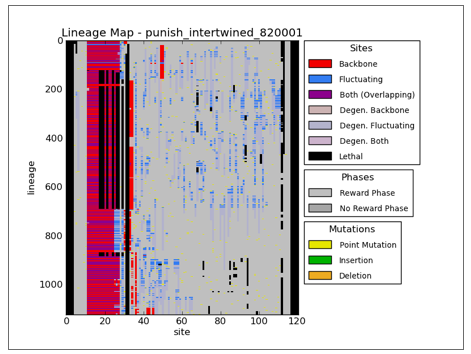 Lineage Map - punish_intertwined_820001
0
200
400
600
800
1000
lineage
0
20
40
60
80
100
120
site
Sites
Backbone
Fluctuating
Both (Overlapping)
Degen. Backbone
Degen. Fluctuating
Degen. Both
Lethal
Phases
Reward Phase
No Reward Phase
Mutations
Point Mutation
Insertion
Deletion